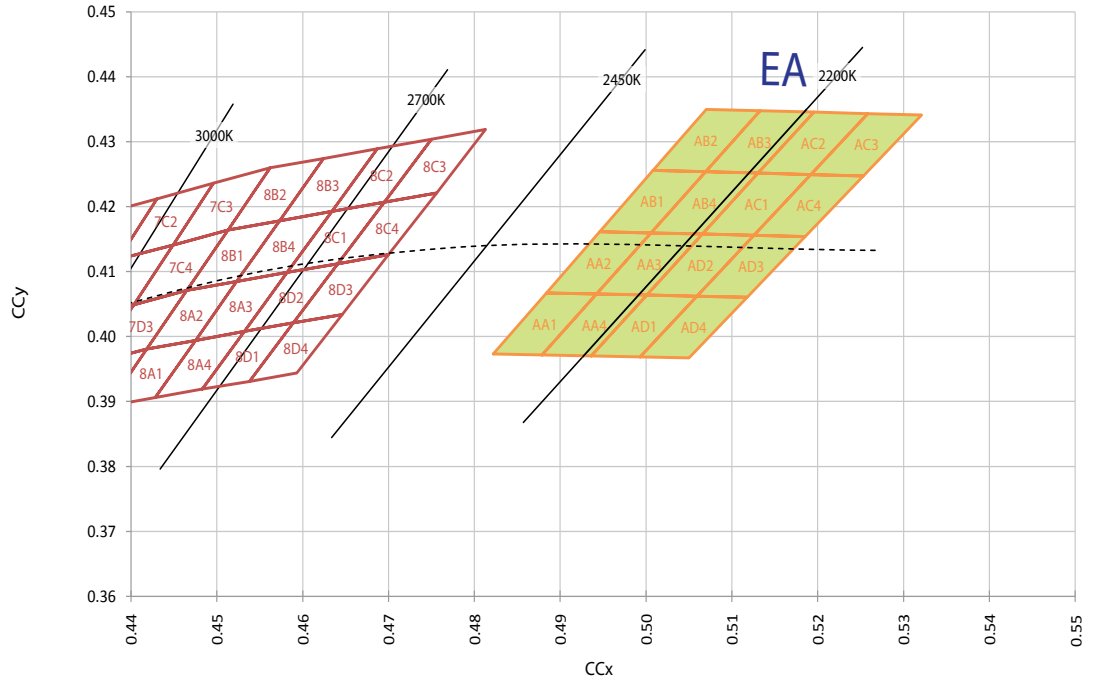 0.45
0.44
0.43
0.42
0.41
0.40
0.39
0.38
0.37
0.36
CCy
0.44
0.45
0.46
0.47
0.48
0.49
0.50
0.51
0.52
0.53
0.54
0.55
CCx
3000K
2700K
2450K
2200K
EA
7C2
7C3
8B2
8B3
8C2
8C3
7C4
8B1
8B4
8C1
8C4
7D3
8A2
8A3
8D2
8D3
8A1
8A4
8D1
8D4
AB2
AB3
AC2
AC3
AB1
AB4
AC1
AC4
AA2
AA3
AD2
AD3
AA1
AA4
AD1
AD4